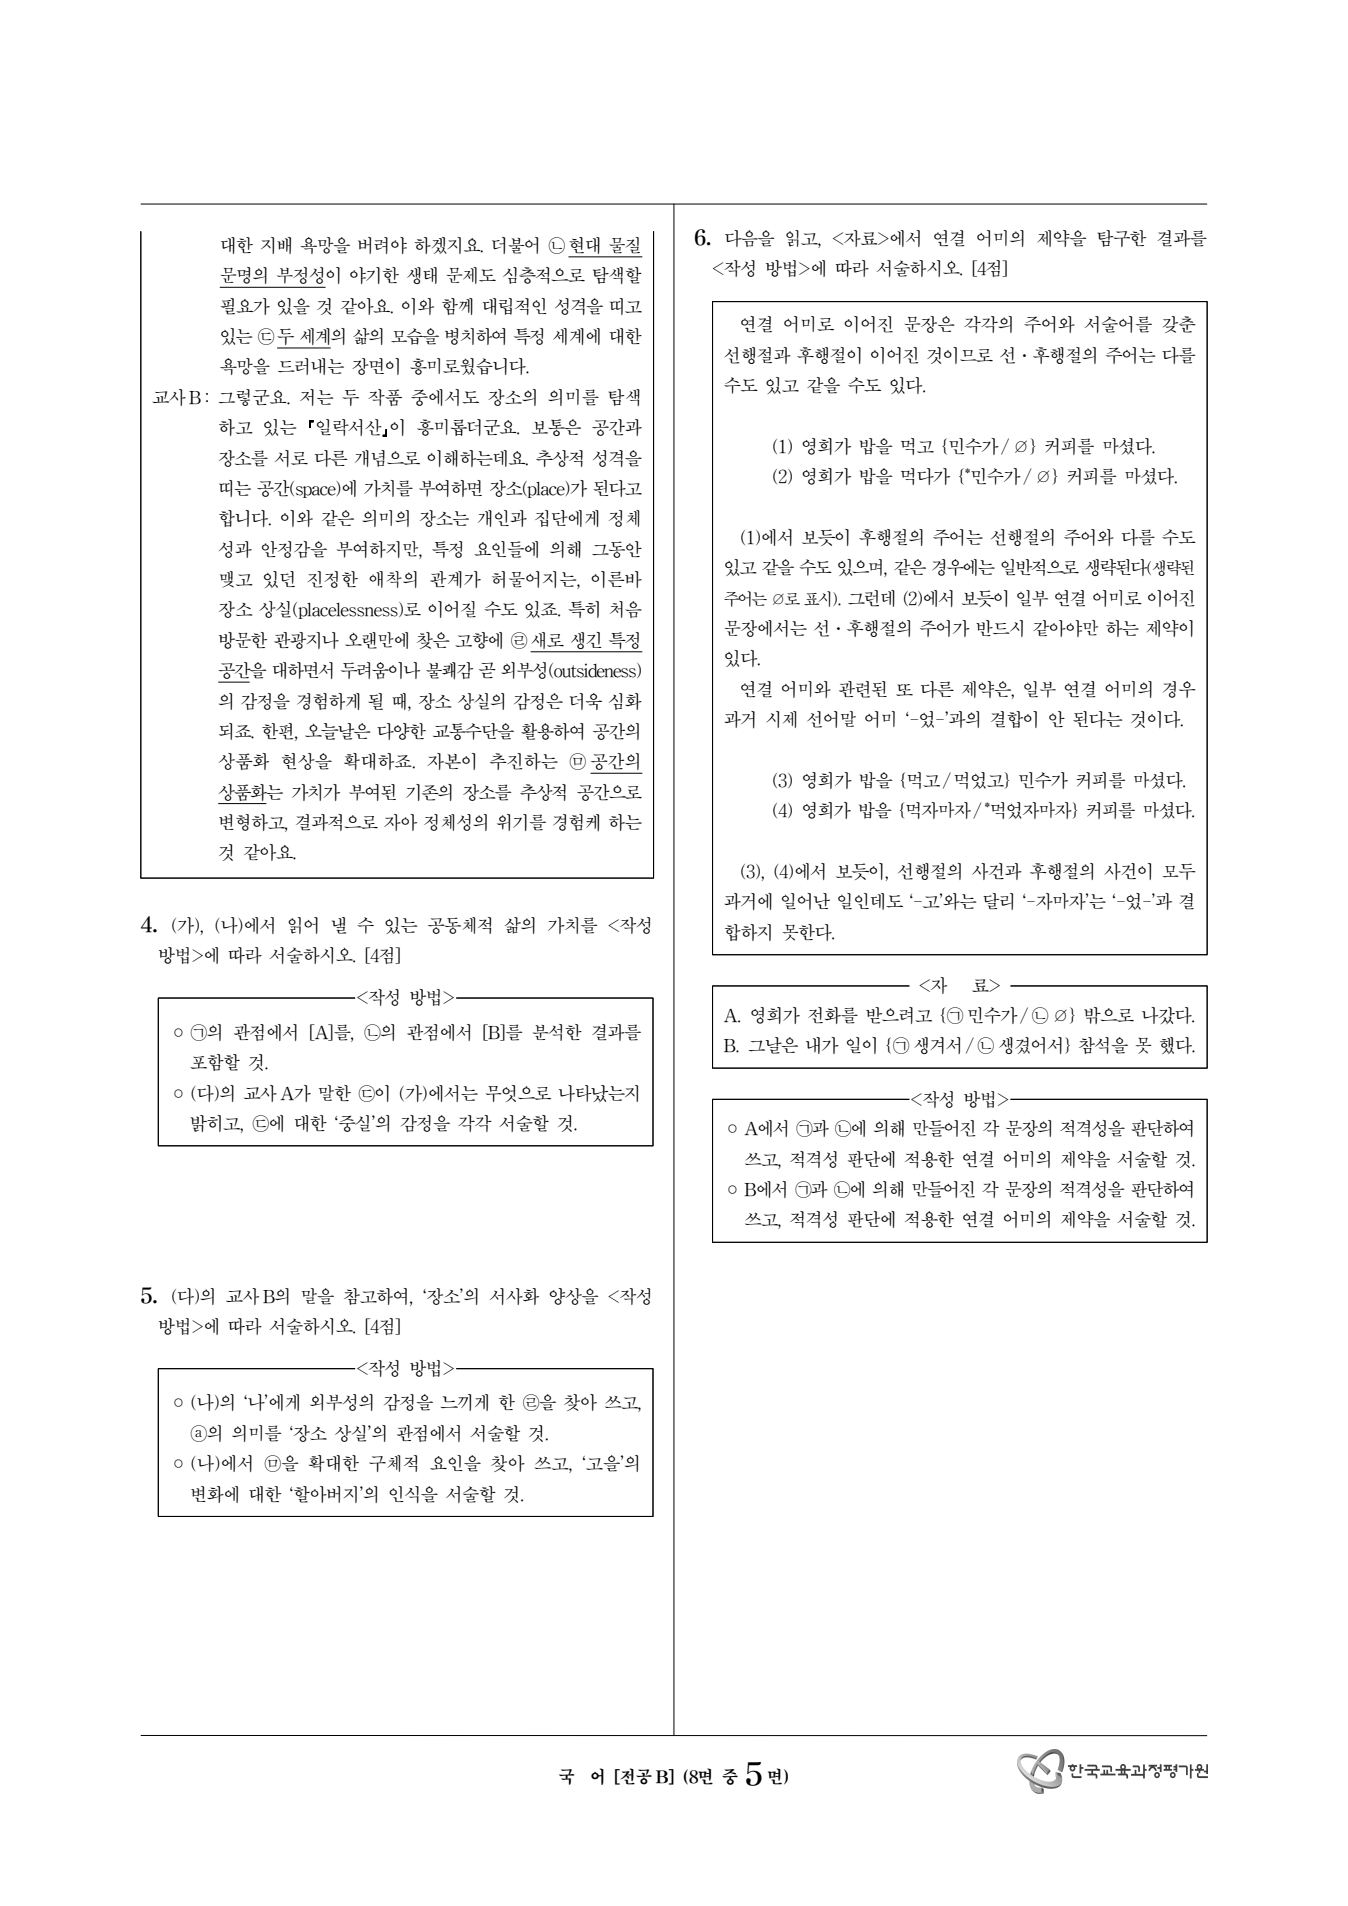 대한 지배 욕망을 버려야 하겠지요. 더불어 ㉡현대 물질
문명의 부정성이 야기한 생태 문제도 심층적으로 탐색할
필요가 있을 것 같아요. 이와 함께 대립적인 성격을 띠고
있는 ㉢두 세계의 삶의 모습을 병치하여 특정 세계에 대한
욕망을 드러내는 장면이 흥미로웠습니다.
교사 B : 그렇군요. 저는 두 작품 중에서도 장소의 의미를 탐색
하고 있는 『일락서산』이 흥미롭더군요. 보통은 공간과
장소를 서로 다른 개념으로 이해하는데요. 추상적 성격을
띠는 공간(space)에 가치를 부여하면 장소(place)가 된다고
합니다. 이와 같은 의미의 장소는 개인과 집단에게 정체
성과 안정감을 부여하지만, 특정 요인들에 의해 그동안
맺고 있던 진정한 애착의 관계가 허물어지는, 이른바
장소 상실(placelessness)로 이어질 수도 있죠. 특히 처음
방문한 관광지나 오랜만에 찾은 고향에 ㉣새로 생긴 특정
공간을 대하면서 두려움이나 불쾌감 곧 외부성(outsideness)
의 감정을 경험하게 될 때, 장소 상실의 감정은 더욱 심화
되죠. 한편, 오늘날은 다양한 교통수단을 활용하여 공간의
상품화 현상을 확대하죠. 자본이 추진하는 ㉤공간의
상품화는 가치가 부여된 기존의 장소를 추상적 공간으로
변형하고, 결과적으로 자아 정체성의 위기를 경험케 하는
것 같아요.
4. (가), (나)에서 읽어 낼 수 있는 공동체적 삶의 가치를 <작성
방법>에 따라 서술하시오. [4점]
<작성 방법>
○ ㉠의 관점에서 [A]를, ㉡의 관점에서 [B]를 분석한 결과를
포함할 것.
○ (다)의 교사 A가 말한 ㉢이 (가)에서는 무엇으로 나타났는지
밝히고, ㉢에 대한 ‘중실’의 감정을 각각 서술할 것.
5. (다)의 교사 B의 말을 참고하여, ‘장소’의 서사화 양상을 <작성
방법>에 따라 서술하시오. [4점]
<작성 방법>
○ (나)의 ‘나’에게 외부성의 감정을 느끼게 한 ㉣을 찾아 쓰고,
ⓐ의 의미를 ‘장소 상실’의 관점에서 서술할 것.
○ (나)에서 ㉤을 확대한 구체적 요인을 찾아 쓰고, ‘고을’의
변화에 대한 ‘할아버지’의 인식을 서술할 것.
6. 다음을 읽고, <자료>에서 연결 어미의 제약을 탐구한 결과를
<작성 방법>에 따라 서술하시오. [4점]
연결 어미로 이어진 문장은 각각의 주어와 서술어를 갖춘
선행절과 후행절이 이어진 것이므로 선・후행절의 주어는 다를
수도 있고 같을 수도 있다.
(1) 영희가 밥을 먹고 {민수가 / ∅} 커피를 마셨다.
(2) 영희가 밥을 먹다가 {*민수가 / ∅} 커피를 마셨다.
(1)에서 보듯이 후행절의 주어는 선행절의 주어와 다를 수도
있고 같을 수도 있으며, 같은 경우에는 일반적으로 생략된다(생략된
주어는 ∅로 표시). 그런데 (2)에서 보듯이 일부 연결 어미로 이어진
문장에서는 선・후행절의 주어가 반드시 같아야만 하는 제약이
있다.
연결 어미와 관련된 또 다른 제약은, 일부 연결 어미의 경우
과거 시제 선어말 어미 ‘-었-’과의 결합이 안 된다는 것이다.
(3) 영희가 밥을 {먹고 / 먹었고} 민수가 커피를 마셨다.
(4) 영희가 밥을 {먹자마자 / *먹었자마자} 커피를 마셨다.
(3), (4)에서 보듯이, 선행절의 사건과 후행절의 사건이 모두
과거에 일어난 일인데도 ‘-고’와는 달리 ‘-자마자’는 ‘-었-’과 결
합하지 못한다.
<자 료>
A. 영희가 전화를 받으려고 {㉠ 민수가 / ㉡ ∅} 밖으로 나갔다.
B. 그날은 내가 일이 {㉠ 생겨서 / ㉡ 생겼어서} 참석을 못 했다.
<작성 방법>
○ A에서 ㉠과 ㉡에 의해 만들어진 각 문장의 적격성을 판단하여
쓰고, 적격성 판단에 적용한 연결 어미의 제약을 서술할 것.
○ B에서 ㉠과 ㉡에 의해 만들어진 각 문장의 적격성을 판단하여
쓰고, 적격성 판단에 적용한 연결 어미의 제약을 서술할 것.
국 어 [전공 B] (8면 중 5 면)
한국교육과정평가원